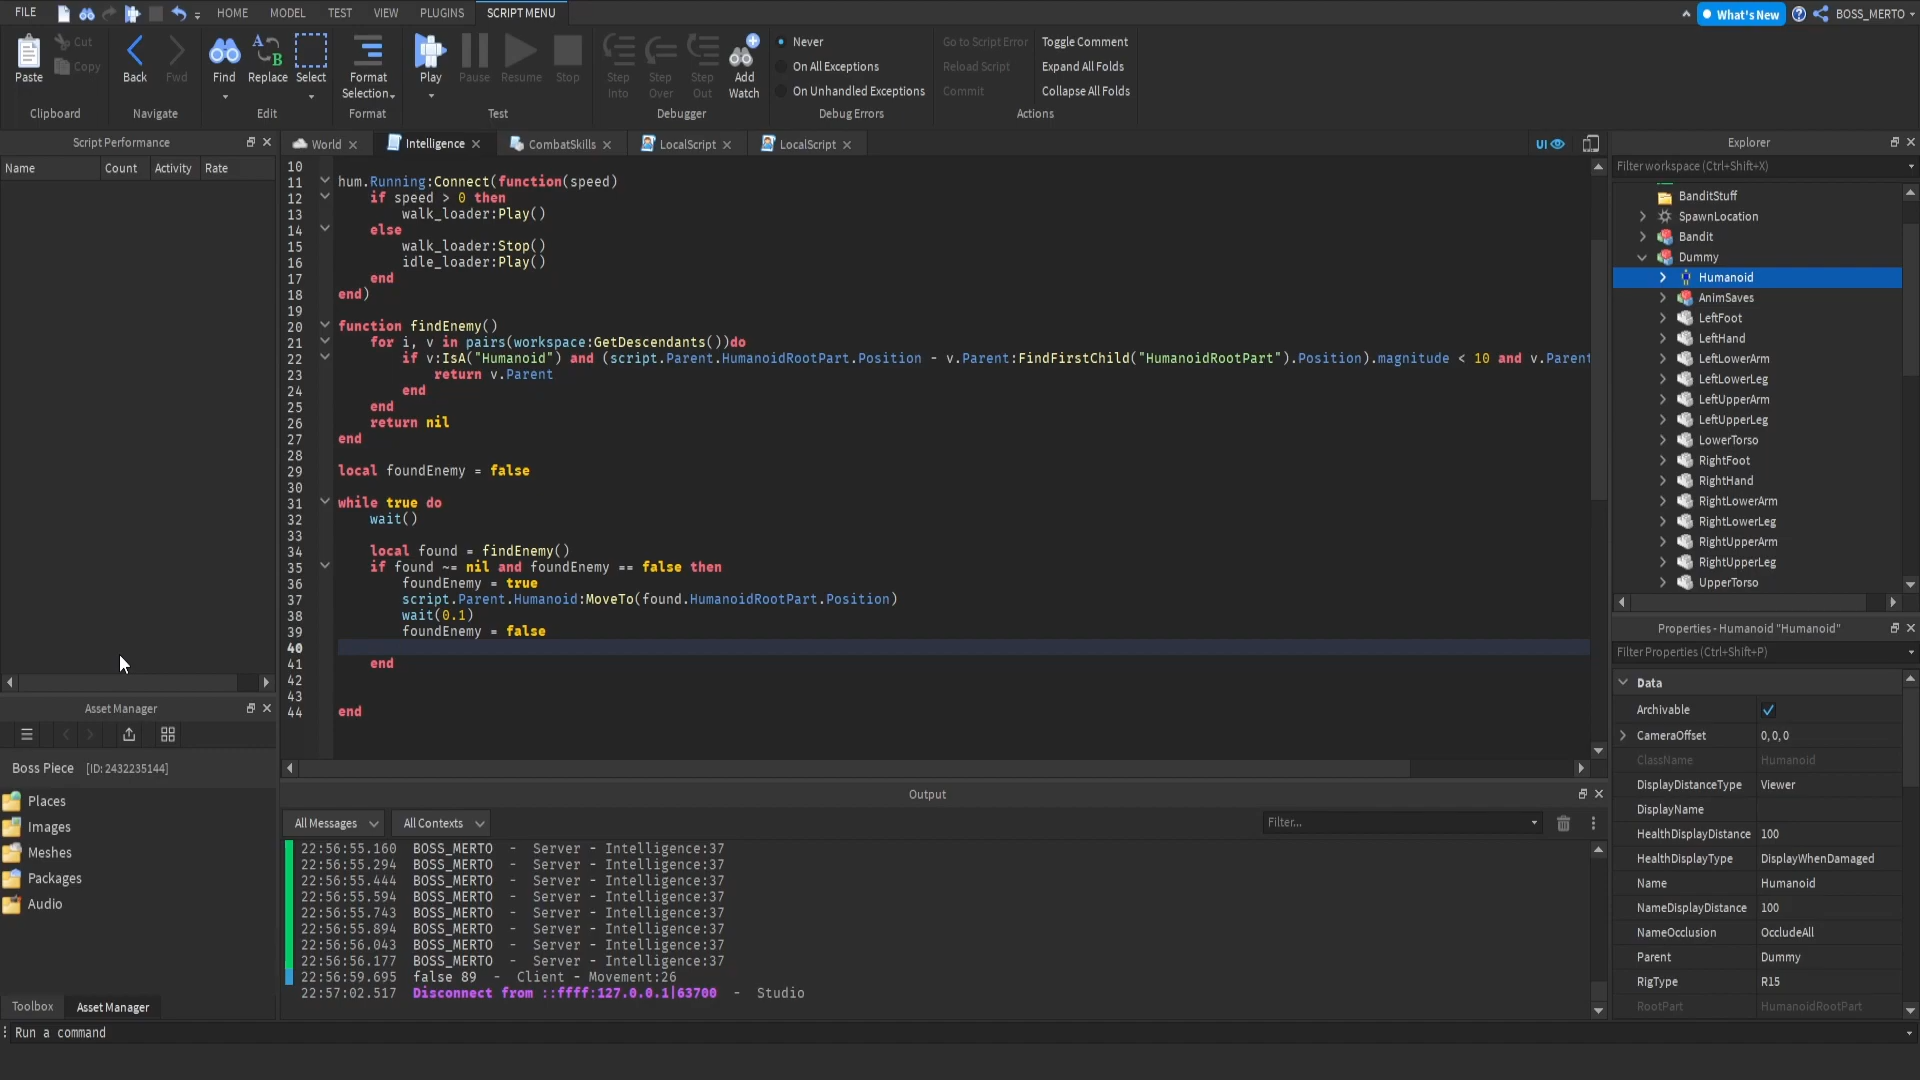 FILE
HOME
MODEL
TEST
VIEW
PLUGINS
SCRIPT MENU
What's New
BOSS_MERTO
Paste
Cut
Copy
Clipboard
Back
Fwd
Navigate
Find
Replace
Select
Edit
Format
Selection
Format
Play
Pause
Resume
Stop
Test
Step
Into
Step
Over
Step
Out
Add
Watch
Debugger
Never
On All Exceptions
On Unhandled Exceptions
Debug Errors
Go to Script Error
Reload Script
Commit
Toggle Comment
Expand All Folds
Collapse All Folds
Actions
Script Performance
Name Count Activity Rate
World
Intelligence
CombatSkills
LocalScript
LocalScript
UI
10
11 hum.Running:Connect(function(speed)
12 if speed > 0 then
13 walk_loader:Play()
14 else
15 walk_loader:Stop()
16 idle_loader:Play()
17 end
18 end)
19
20 function findEnemy()
21 for i, v in pairs(workspace:GetDescendants())do
22 if v:IsA("Humanoid") and (script.Parent.HumanoidRootPart.Position - v.Parent:FindFirstChild("HumanoidRootPart").Position).magnitude < 10 and v.Parent
23 return v.Parent
24 end
25 end
26 return nil
27 end
28
29 local foundEnemy = false
30
31 while true do
32 wait()
33
34 local found = findEnemy()
35 if found ~= nil and foundEnemy == false then
36 foundEnemy = true
37 script.Parent.Humanoid:MoveTo(found.HumanoidRootPart.Position)
38 wait(0.1)
39 foundEnemy = false
40
41 end
42
43
44 end
Asset Manager
Boss Piece [ID: 2432235144]
Places
Images
Meshes
Packages
Audio
Toolbox
Asset Manager
Output
All Messages
All Contexts
Filter...
22:56:55.160 BOSS_MERTO - Server - Intelligence:37
22:56:55.294 BOSS_MERTO - Server - Intelligence:37
22:56:55.444 BOSS_MERTO - Server - Intelligence:37
22:56:55.594 BOSS_MERTO - Server - Intelligence:37
22:56:55.743 BOSS_MERTO - Server - Intelligence:37
22:56:55.894 BOSS_MERTO - Server - Intelligence:37
22:56:56.043 BOSS_MERTO - Server - Intelligence:37
22:56:56.177 BOSS_MERTO - Server - Intelligence:37
22:56:59.695 false 89 - Client - Movement:26
22:57:02.517 Disconnect from ::ffff:127.0.0.1|63700 - Studio
Run a command
Explorer
Filter workspace (Ctrl+Shift+X)
BanditStuff
SpawnLocation
Bandit
Dummy
Humanoid
AnimSaves
LeftFoot
LeftHand
LeftLowerArm
LeftLowerLeg
LeftUpperArm
LeftUpperLeg
LowerTorso
RightFoot
RightHand
RightLowerArm
RightLowerLeg
RightUpperArm
RightUpperLeg
UpperTorso
Properties - Humanoid "Humanoid"
Filter Properties (Ctrl+Shift+P)
Data
Archivable
CameraOffset 0, 0, 0
ClassName Humanoid
DisplayDistanceType Viewer
DisplayName
HealthDisplayDistance 100
HealthDisplayType DisplayWhenDamaged
Name Humanoid
NameDisplayDistance 100
NameOcclusion OccludeAll
Parent Dummy
RigType R15
RootPart HumanoidRootPart